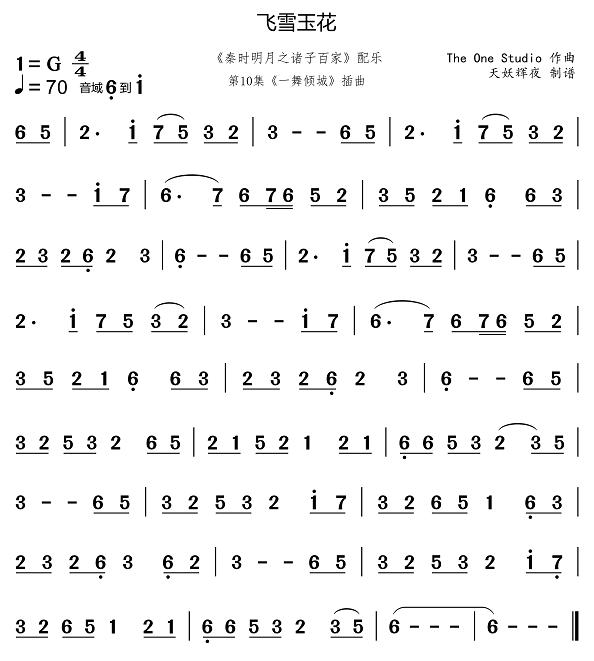 飞雪玉花
1=G 4/4 《秦时明月之诸子百家》配乐 The One Studio 作曲
♩=70 音域 6̣ 到 i 第10集《一舞倾城》插曲 天妖辉夜 制谱
6 5 | 2· i 7 5 3 2 | 3 - - 6 5 | 2· i 7 5 3 2 |
3 - - i 7 | 6· 7 6 7 6 5 2 | 3 5 2 1 6̣ 6 3 |
2 3 2 6̣ 2 3 | 6̣ - - 6 5 | 2· i 7 5 3 2 | 3 - - 6 5 |
2· i 7 5 3 2 | 3 - - i 7 | 6· 7 6 7 6 5 2 |
3 5 2 1 6̣ 6 3 | 2 3 2 6̣ 2 3 | 6̣ - - 6 5 |
3 2 5 3 2 6 5 | 2 1 5 2 1 2 1 | 6̣ 6 5 3 2 3 5 |
3 - - 6 5 | 3 2 5 3 2 i 7 | 3 2 6 5 1 6̣ 3 |
2 3 2 6̣ 3 6̣ 2 | 3 - - 6 5 | 3 2 5 3 2 i 7̣ |
3 2 6 5 1 2 1 | 6̣ 6 5 3 2 3 5 | 6 - - - | 6 - - - ‖